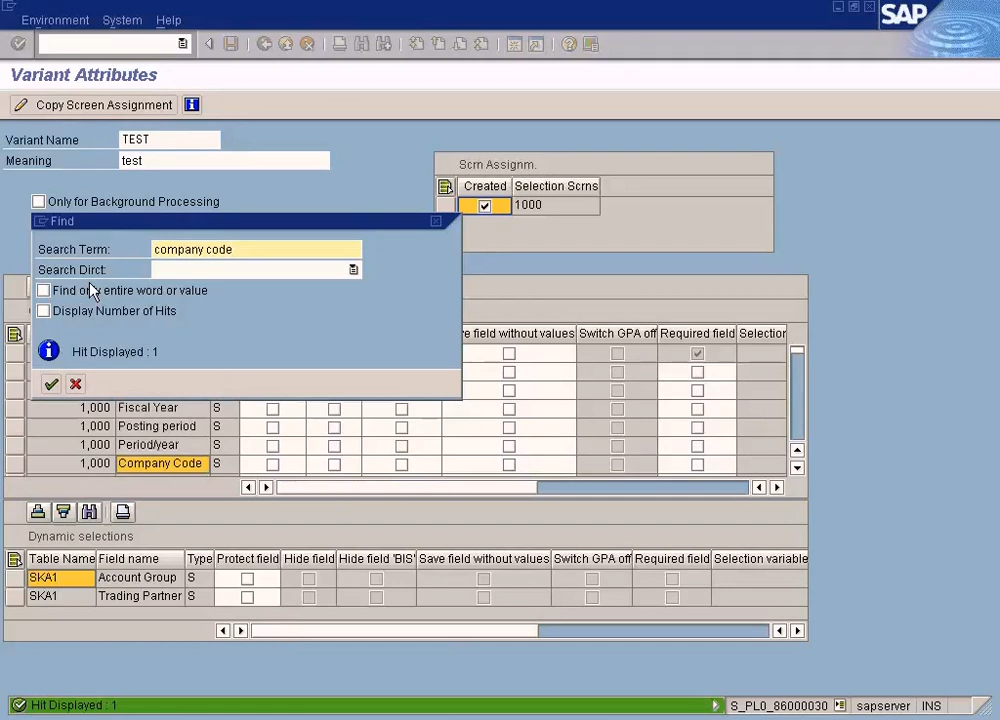 Environment System Help
SAP
Variant Attributes
Copy Screen Assignment
Variant Name TEST
Meaning test
Scrn Assignm.
Created Selection Scrns
1000
Only for Background Processing
Find
Search Term: company code
Search Dirct:
Find only entire word or value
Display Number of Hits
Hit Displayed : 1
field without values Switch GPA off Required field Selection
1,000 Fiscal Year S
1,000 Posting period S
1,000 Period/year S
1,000 Company Code S
Dynamic selections
Table Name Field name Type Protect field Hide field Hide field 'BIS' Save field without values Switch GPA off Required field Selection variable
SKA1 Account Group S
SKA1 Trading Partner S
Hit Displayed : 1 S_PL0_86000030 sapserver INS